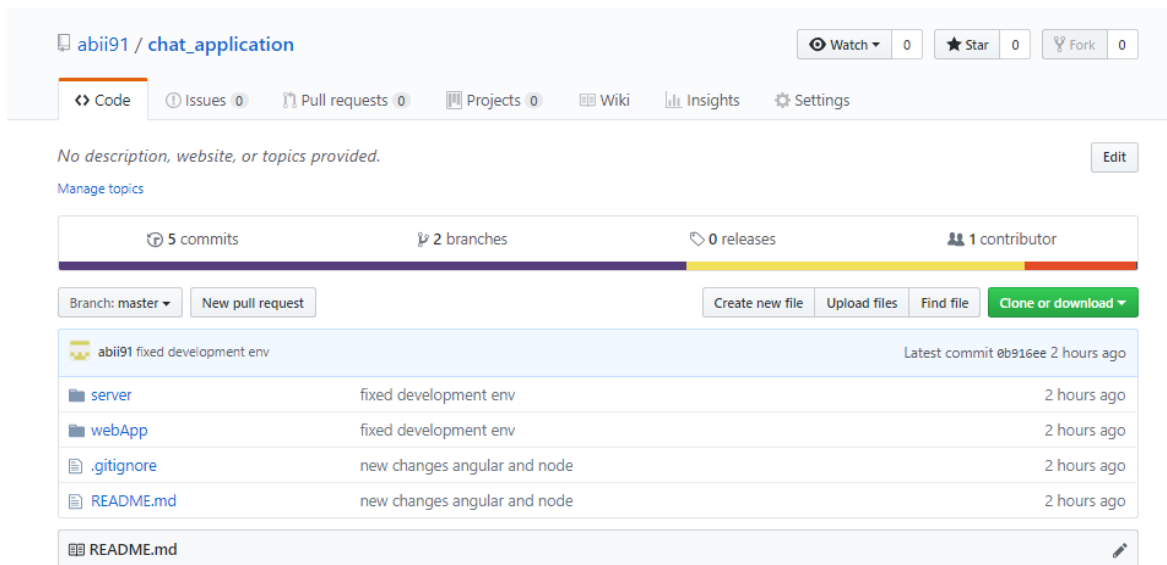 abii91 / chat_application Watch 0 Star 0 Fork 0
Code Issues 0 Pull requests 0 Projects 0 Wiki Insights Settings
No description, website, or topics provided. Edit
Manage topics
5 commits 2 branches 0 releases 1 contributor
Branch: master New pull request Create new file Upload files Find file Clone or download
abii91 fixed development env Latest commit 0b916ee 2 hours ago
server fixed development env 2 hours ago
webApp fixed development env 2 hours ago
.gitignore new changes angular and node 2 hours ago
README.md new changes angular and node 2 hours ago
README.md